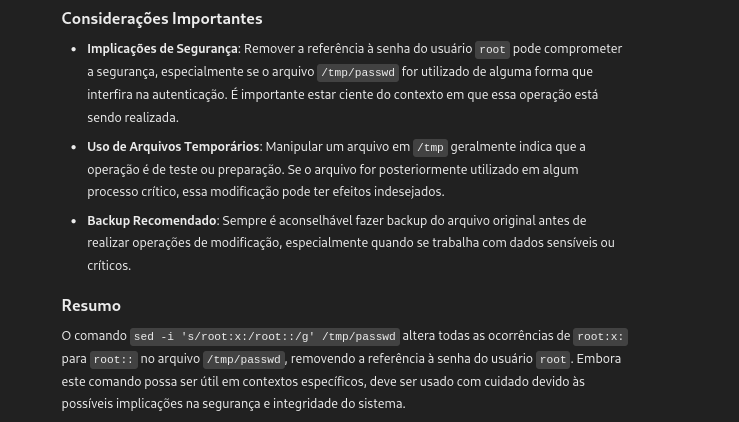 Considerações Importantes
• Implicações de Segurança: Remover a referência à senha do usuário root pode comprometer
a segurança, especialmente se o arquivo /tmp/passwd for utilizado de alguma forma que
interfira na autenticação. É importante estar ciente do contexto em que essa operação está
sendo realizada.
• Uso de Arquivos Temporários: Manipular um arquivo em /tmp geralmente indica que a
operação é de teste ou preparação. Se o arquivo for posteriormente utilizado em algum
processo crítico, essa modificação pode ter efeitos indesejados.
• Backup Recomendado: Sempre é aconselhável fazer backup do arquivo original antes de
realizar operações de modificação, especialmente quando se trabalha com dados sensíveis ou
críticos.
Resumo
O comando sed -i 's/root:x:/root::/g' /tmp/passwd altera todas as ocorrências de root:x:
para root:: no arquivo /tmp/passwd, removendo a referência à senha do usuário root. Embora
este comando possa ser útil em contextos específicos, deve ser usado com cuidado devido às
possíveis implicações na segurança e integridade do sistema.